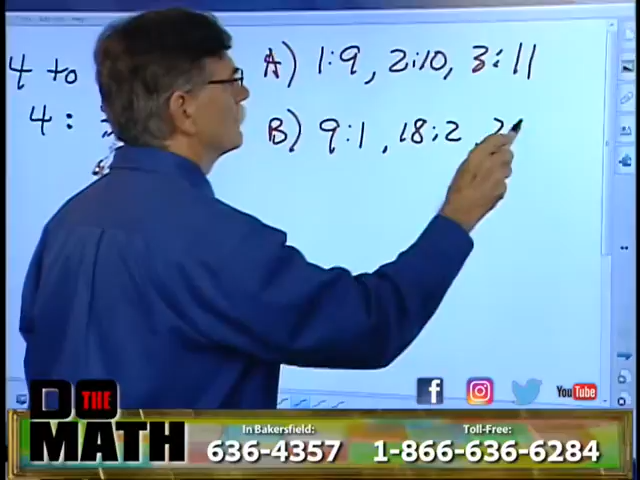 4 to
4 :
A) 1:9, 2:10, 3:11
B) 9:1, 18:2
f
YouTube
DO THE MATH
In Bakersfield:
636-4357
Toll-Free:
1-866-636-6284